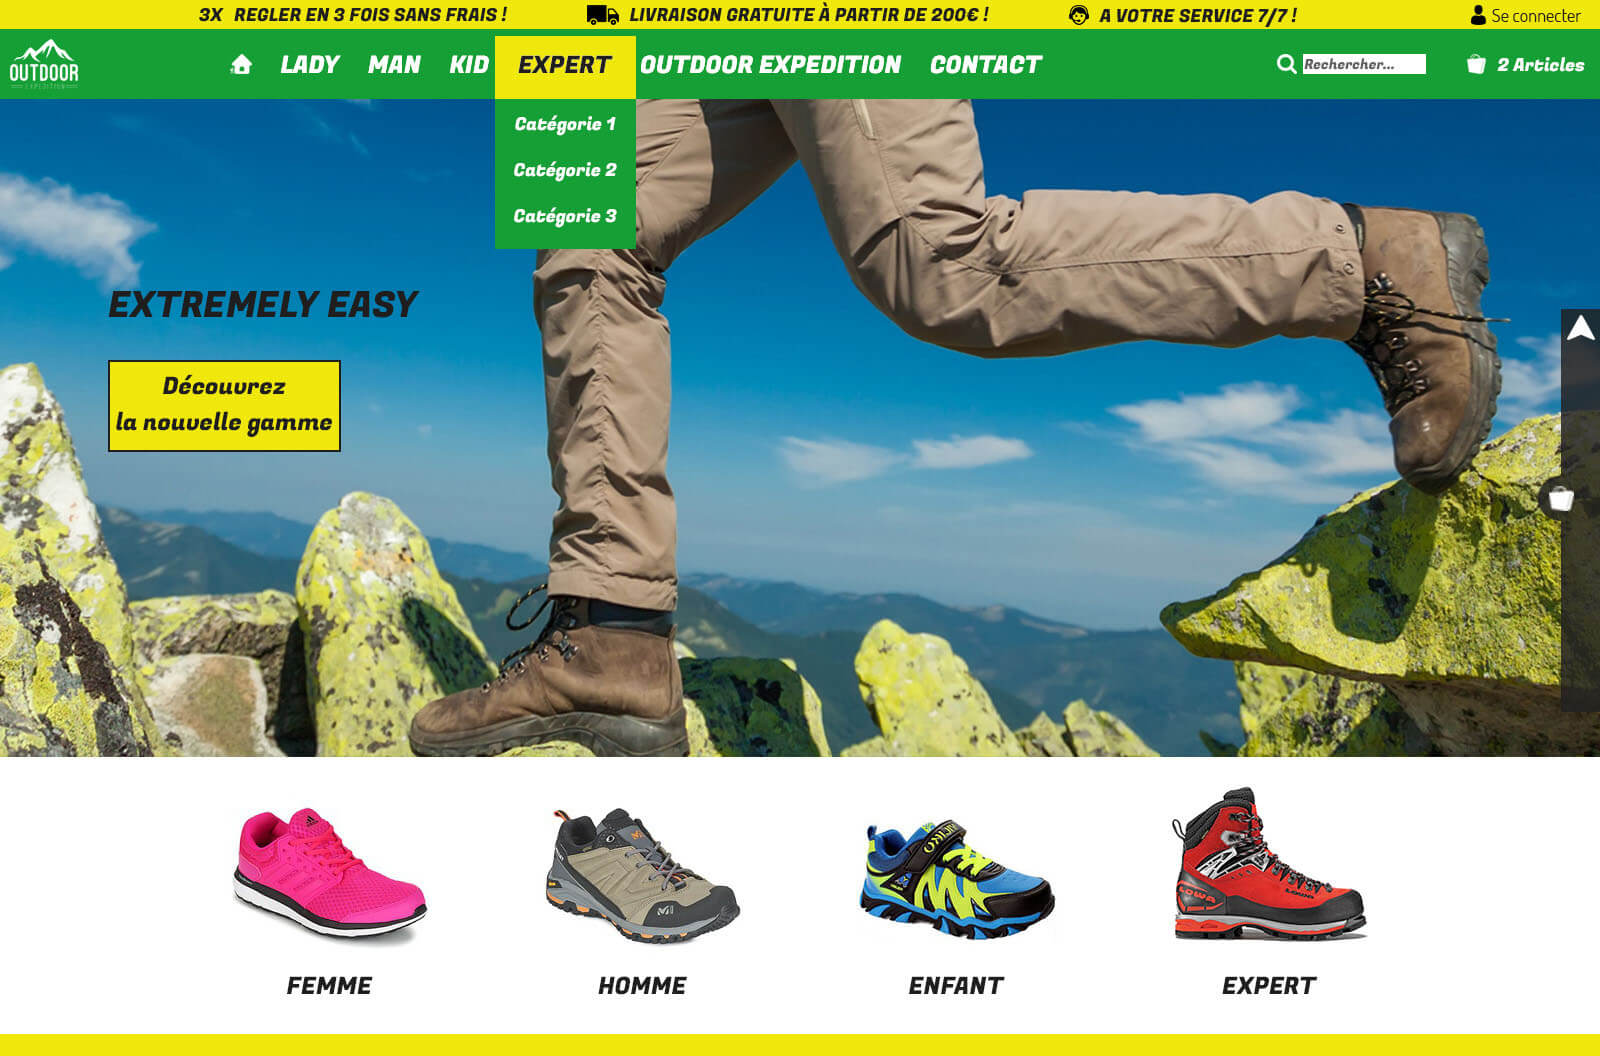 3X REGLER EN 3 FOIS SANS FRAIS !
LIVRAISON GRATUITE À PARTIR DE 200€ !
A VOTRE SERVICE 7/7 !
Se connecter
OUTDOOR
EXPEDITION
LADY
MAN
KID
EXPERT
OUTDOOR EXPEDITION
CONTACT
Rechercher...
2 Articles
Catégorie 1
Catégorie 2
Catégorie 3
EXTREMELY EASY
Découvrez
la nouvelle gamme
LOWA
FEMME
HOMME
ENFANT
EXPERT